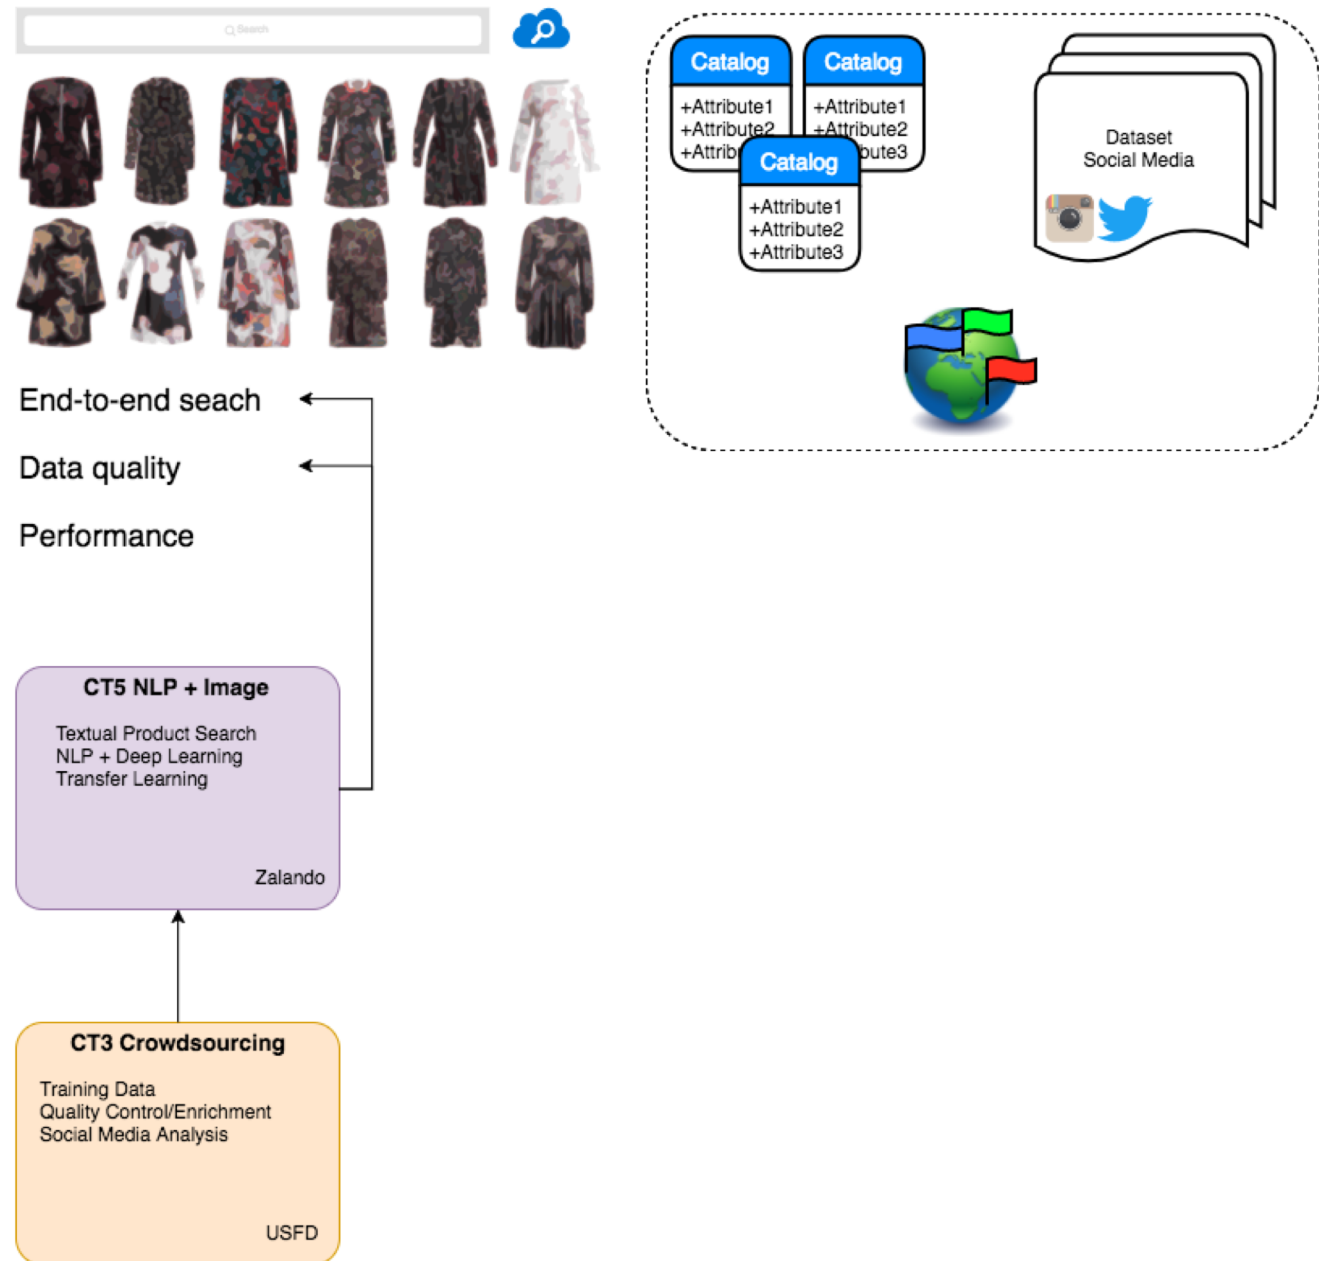 Search
Catalog
+Attribute1
+Attribute2
+Attrib
Catalog
+Attribute1
+Attribute2
bute3
Catalog
+Attribute1
+Attribute2
+Attribute3
Dataset
Social Media
End-to-end seach
Data quality
Performance
CT5 NLP + Image
Textual Product Search
NLP + Deep Learning
Transfer Learning
Zalando
CT3 Crowdsourcing
Training Data
Quality Control/Enrichment
Social Media Analysis
USFD